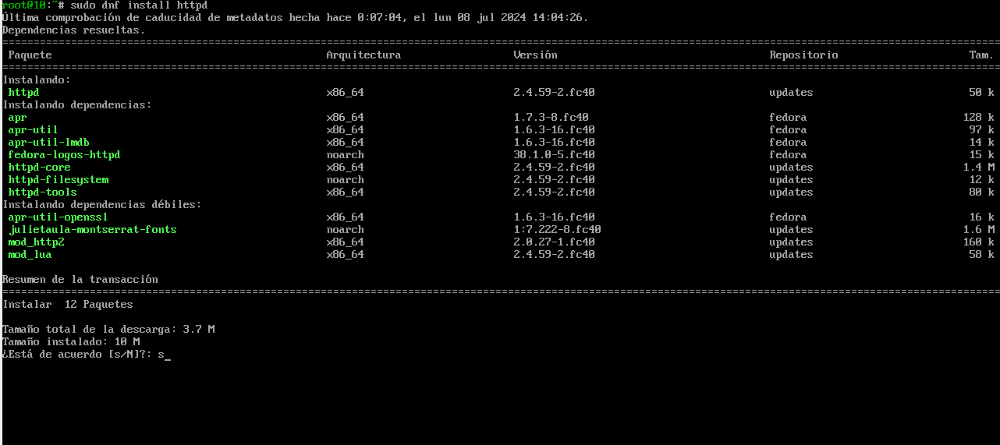 root@10:~# sudo dnf install httpd
Última comprobación de caducidad de metadatos hecha hace 0:07:04, el lun 08 jul 2024 14:04:26.
Dependencias resueltas.
================================================================================================================================================================
Paquete Arquitectura Versión Repositorio Tam.
================================================================================================================================================================
Instalando:
httpd x86_64 2.4.59-2.fc40 updates 50 k
Instalando dependencias:
apr x86_64 1.7.3-8.fc40 fedora 128 k
apr-util x86_64 1.6.3-16.fc40 fedora 97 k
apr-util-lmdb x86_64 1.6.3-16.fc40 fedora 14 k
fedora-logos-httpd noarch 38.1.0-5.fc40 fedora 15 k
httpd-core x86_64 2.4.59-2.fc40 updates 1.4 M
httpd-filesystem noarch 2.4.59-2.fc40 updates 12 k
httpd-tools x86_64 2.4.59-2.fc40 updates 80 k
Instalando dependencias débiles:
apr-util-openssl x86_64 1.6.3-16.fc40 fedora 16 k
julietaula-montserrat-fonts noarch 1:7.222-8.fc40 updates 1.6 M
mod_http2 x86_64 2.0.27-1.fc40 updates 160 k
mod_lua x86_64 2.4.59-2.fc40 updates 58 k
Resumen de la transacción
================================================================================================================================================================
Instalar 12 Paquetes
Tamaño total de la descarga: 3.7 M
Tamaño instalado: 10 M
¿Está de acuerdo [s/N]?: s_